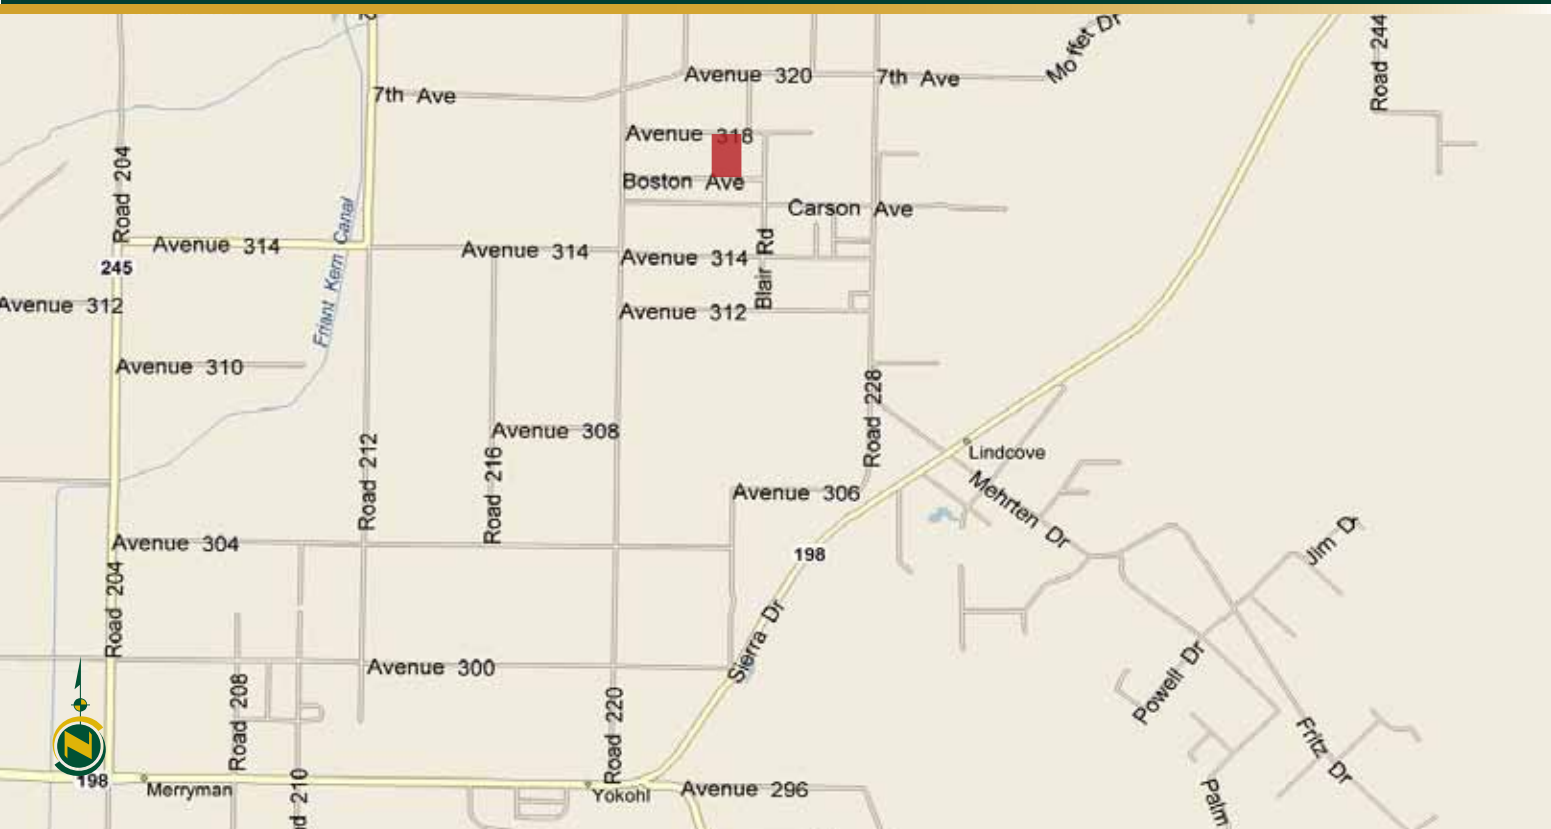 Moffet Dr
Road 244
Avenue 320
7th Ave
7th Ave
Avenue 318
Road 204
Boston Ave
Carson Ave
Friant Kern Canal
Avenue 314
Avenue 314
Avenue 314
Blair Rd
245
Avenue 312
Avenue 312
Avenue 310
Road 228
Avenue 308
Road 212
Road 216
Lindcove
Avenue 306
Mehrten Dr
Avenue 304
198
Jim D
Road 204
Sierra Dr
Avenue 300
Road 208
Road 220
Powell Dr
Fritz Dr
N
198
Merryman
d 210
Yokohl
Avenue 296
Palm